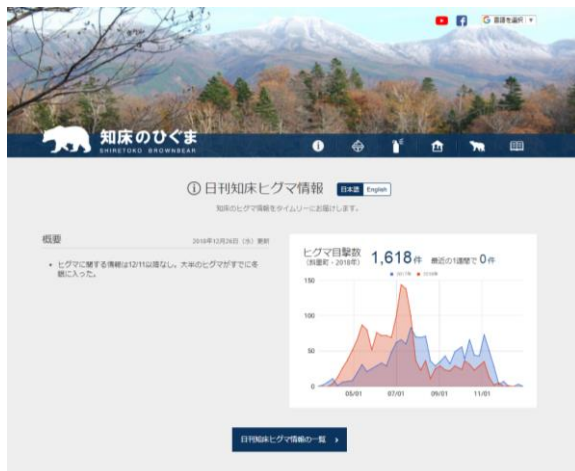 言語を選択
知床のひぐま
SHIRETOKO BROWNBEAR
日刊知床ヒグマ情報
日本語 English
知床のヒグマ情報をタイムリーにお届けします。
概要
2018年12月26日（水）更新
ヒグマに関する情報は12/11以降なし。大半のヒグマがすでに冬
眠に入った。
ヒグマ目撃数
（斜里町・2018年）
1,618件 最近の1週間で0件
2017年 2018年
150
100
50
0
05/01 07/01 09/01 11/01
日刊知床ヒグマ情報の一覧